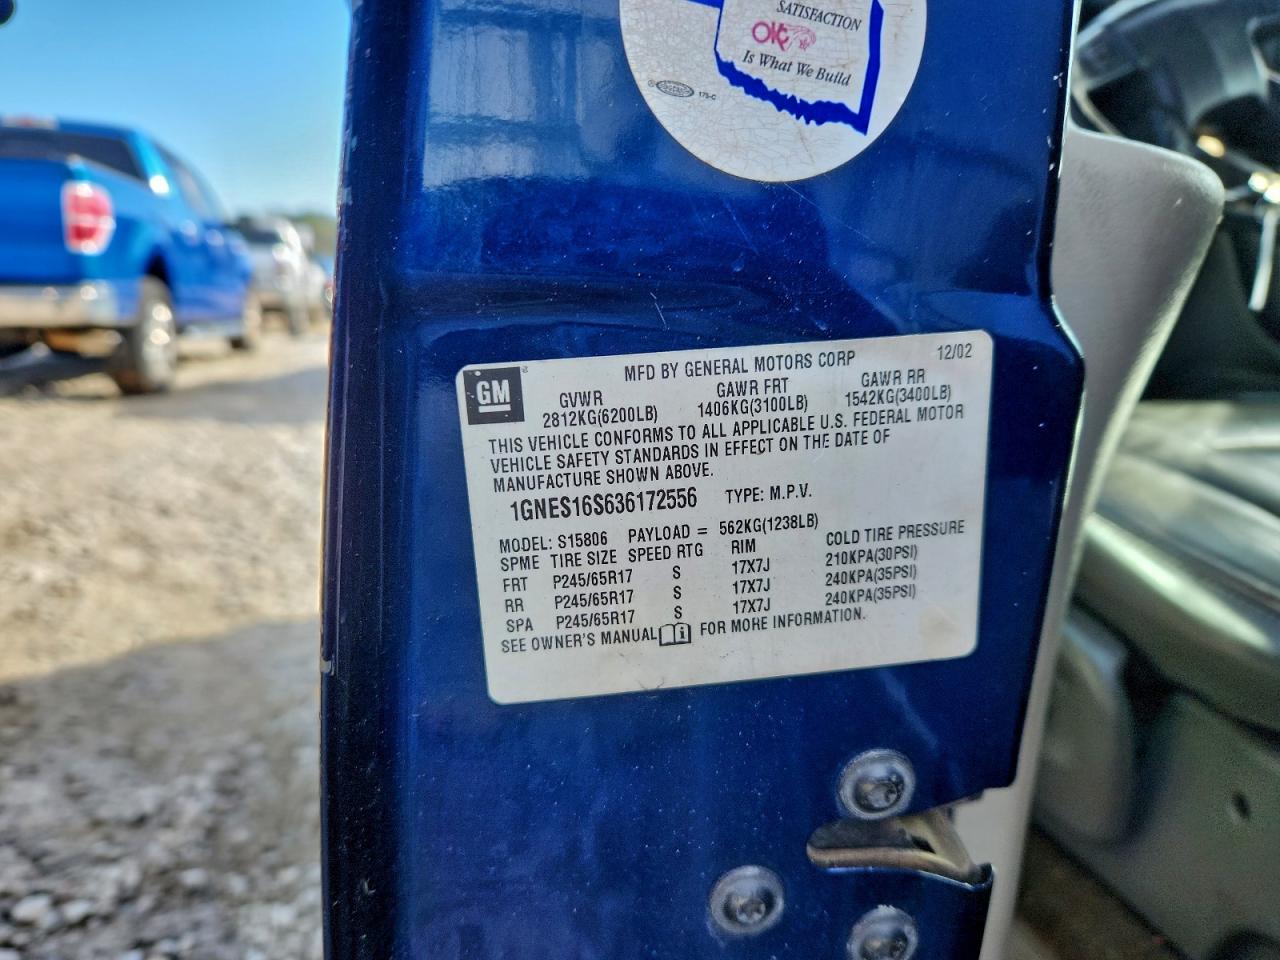 SATISFACTION
OKC
Is What We Build
175-C
GM
MFD BY GENERAL MOTORS CORP
12/02
GVWR GAWR FRT GAWR RR
2812KG(6200LB) 1406KG(3100LB) 1542KG(3400LB)
THIS VEHICLE CONFORMS TO ALL APPLICABLE U.S. FEDERAL MOTOR
VEHICLE SAFETY STANDARDS IN EFFECT ON THE DATE OF
MANUFACTURE SHOWN ABOVE.
1GNES16S636172556 TYPE: M.P.V.
MODEL: S15806 PAYLOAD = 562KG(1238LB)
SPME TIRE SIZE SPEED RTG RIM COLD TIRE PRESSURE
FRT P245/65R17 S 17X7J 210KPA(30PSI)
RR P245/65R17 S 17X7J 240KPA(35PSI)
SPA P245/65R17 S 17X7J 240KPA(35PSI)
SEE OWNER'S MANUAL FOR MORE INFORMATION.